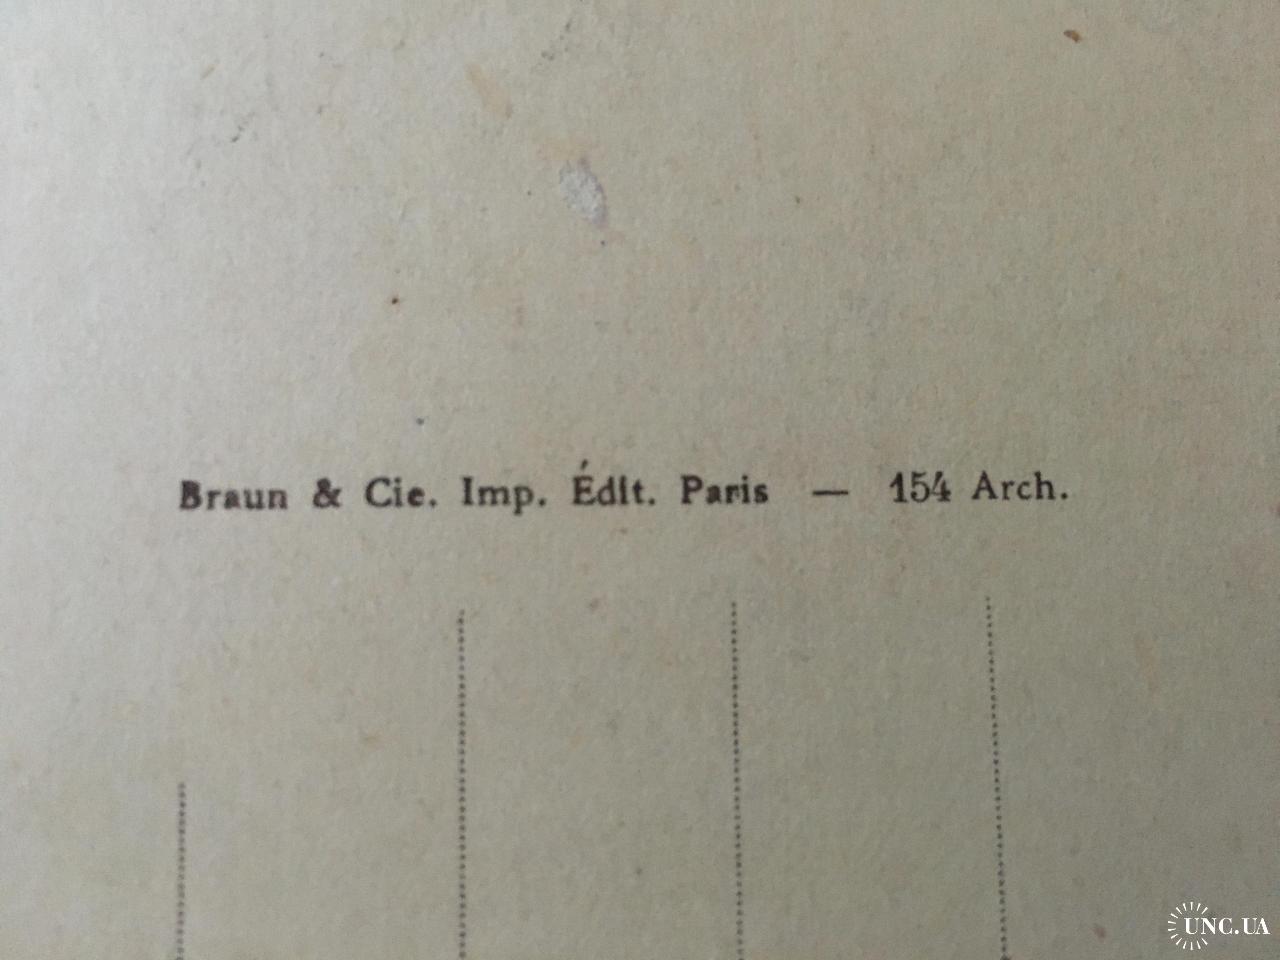 Braun & Cie. Imp. Édit. Paris — 154 Arch.
UNC.UA